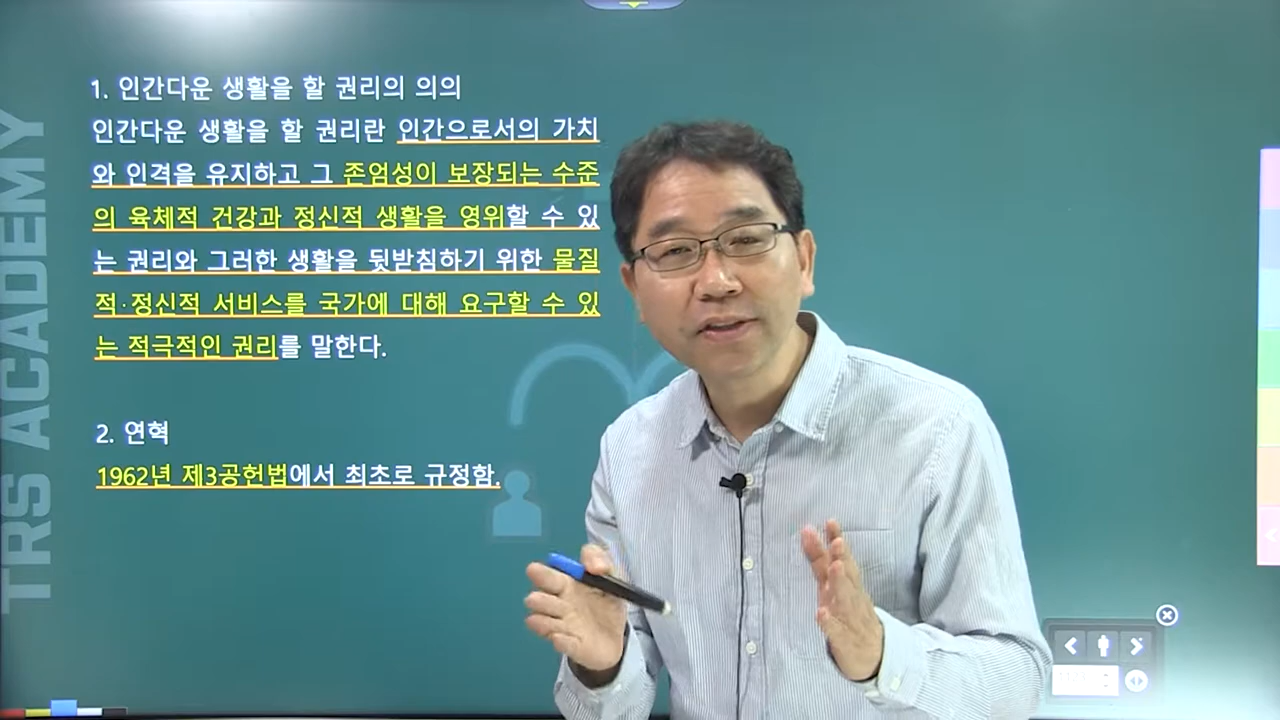 1. 인간다운 생활을 할 권리의 의의
인간다운 생활을 할 권리란 인간으로서의 가치
와 인격을 유지하고 그 존엄성이 보장되는 수준
의 육체적 건강과 정신적 생활을 영위할 수 있
는 권리와 그러한 생활을 뒷받침하기 위한 물질
적·정신적 서비스를 국가에 대해 요구할 수 있
는 적극적인 권리를 말한다.
2. 연혁
1962년 제3공헌법에서 최초로 규정함.
TRS ACADEMY